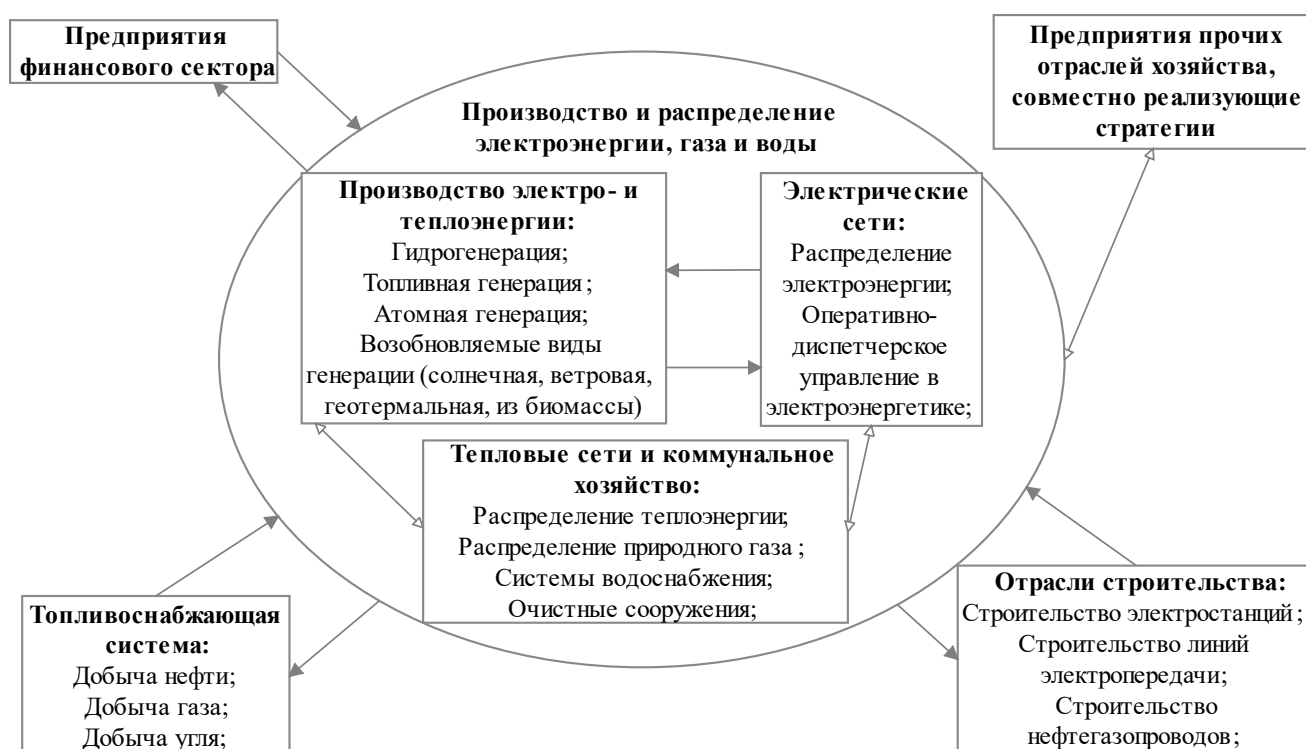 Предприятия
финансового сектора
Предприятия прочих
отраслей хозяйства,
совместно реализующие
стратегии
Производство и распределение
электроэнергии, газа и воды
Производство электро- и
теплоэнергии:
Гидрогенерация;
Топливная генерация;
Атомная генерация;
Возобновляемые виды
генерации (солнечная, ветровая,
геотермальная, из биомассы)
Электрические
сети:
Распределение
электроэнергии;
Оперативно-
диспетчерское
управление в
электроэнергетике;
Тепловые сети и коммунальное
хозяйство:
Распределение теплоэнергии;
Распределение природного газа;
Системы водоснабжения;
Очистные сооружения;
Топливоснабжающая
система:
Добыча нефти;
Добыча газа;
Добыча угля;
Отрасли строительства:
Строительство электростанций;
Строительство линий
электропередачи;
Строительство
нефтегазопроводов;